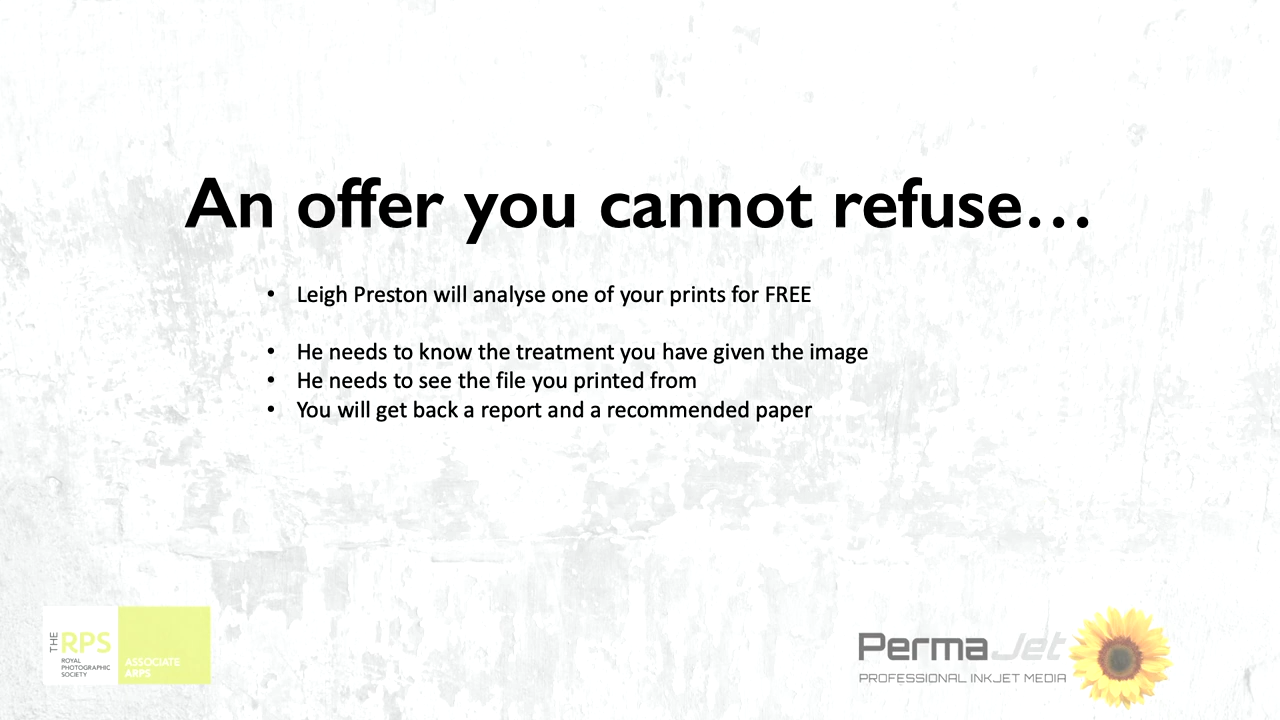 An offer you cannot refuse…
• Leigh Preston will analyse one of your prints for FREE
• He needs to know the treatment you have given the image
• He needs to see the file you printed from
• You will get back a report and a recommended paper
THE
RPS
ROYAL
PHOTOGRAPHIC
SOCIETY
ASSOCIATE
ARPS
PermaJet
PROFESSIONAL INKJET MEDIA